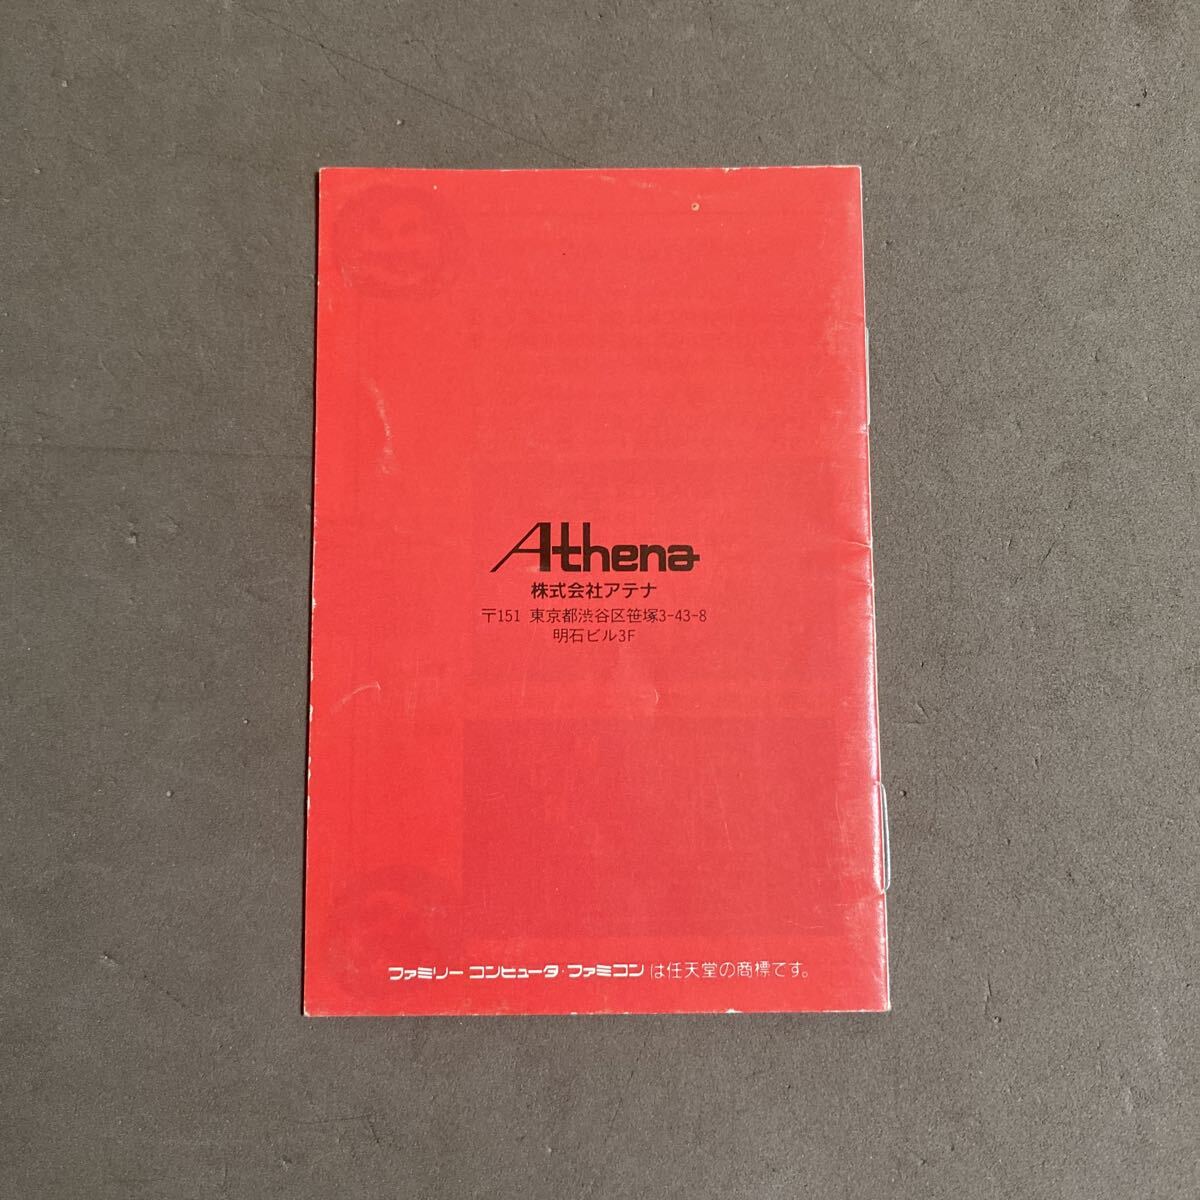 Athena
株式会社アテナ
〒151 東京都渋谷区笹塚3-43-8
明石ビル3F
ファミリー コンピュータ・ファミコン は任天堂の商標です。